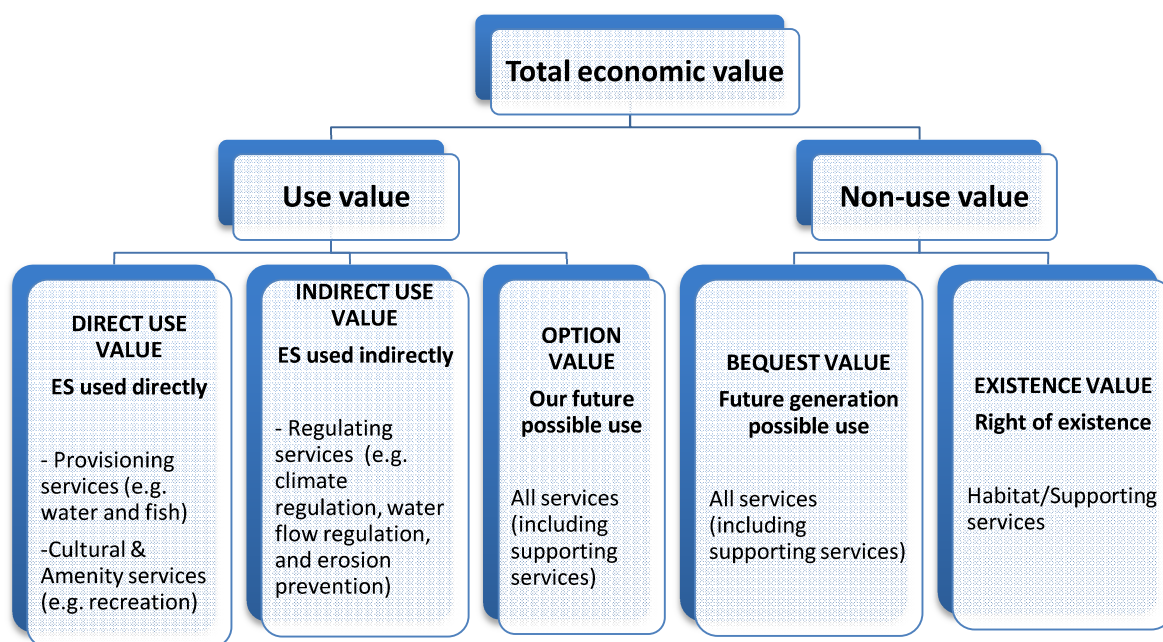 Total economic value
Use value
Non-use value
DIRECT USE
VALUE
ES used directly
- Provisioning
services (e.g.
water and fish)
-Cultural &
Amenity services
(e.g. recreation)
INDIRECT USE
VALUE
ES used indirectly
- Regulating
services (e.g.
climate
regulation, water
flow regulation,
and erosion
prevention)
OPTION
VALUE
Our future
possible use
All services
(including
supporting
services)
BEQUEST VALUE
Future generation
possible use
All services
(including
supporting services)
EXISTENCE VALUE
Right of existence
Habitat/Supporting
services